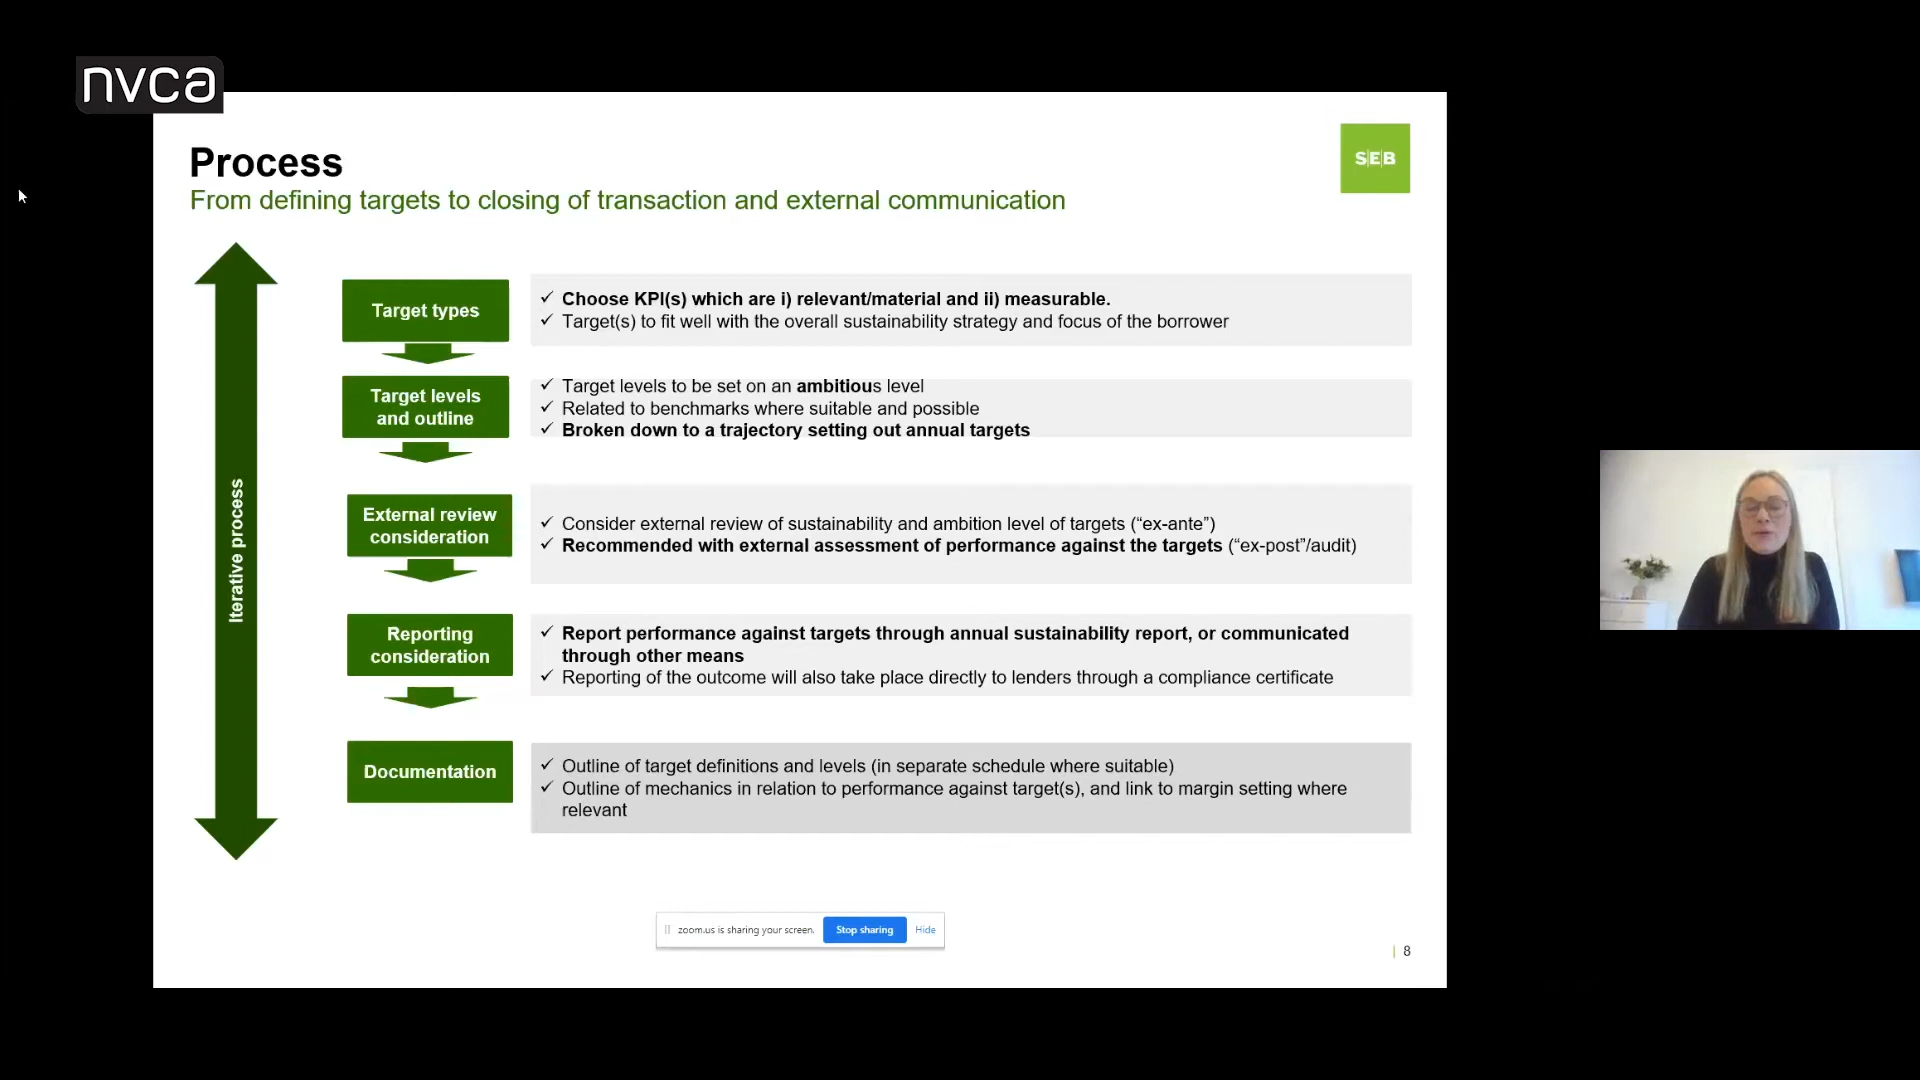 nvca
Process
SEB
From defining targets to closing of transaction and external communication
Iterative process
Target types
✓ Choose KPI(s) which are i) relevant/material and ii) measurable.
✓ Target(s) to fit well with the overall sustainability strategy and focus of the borrower
Target levels
and outline
✓ Target levels to be set on an ambitious level
✓ Related to benchmarks where suitable and possible
✓ Broken down to a trajectory setting out annual targets
External review
consideration
✓ Consider external review of sustainability and ambition level of targets (“ex-ante”)
✓ Recommended with external assessment of performance against the targets (“ex-post”/audit)
Reporting
consideration
✓ Report performance against targets through annual sustainability report, or communicated
through other means
✓ Reporting of the outcome will also take place directly to lenders through a compliance certificate
Documentation
✓ Outline of target definitions and levels (in separate schedule where suitable)
✓ Outline of mechanics in relation to performance against target(s), and link to margin setting where
relevant
zoom.us is sharing your screen. Stop sharing Hide
| 8